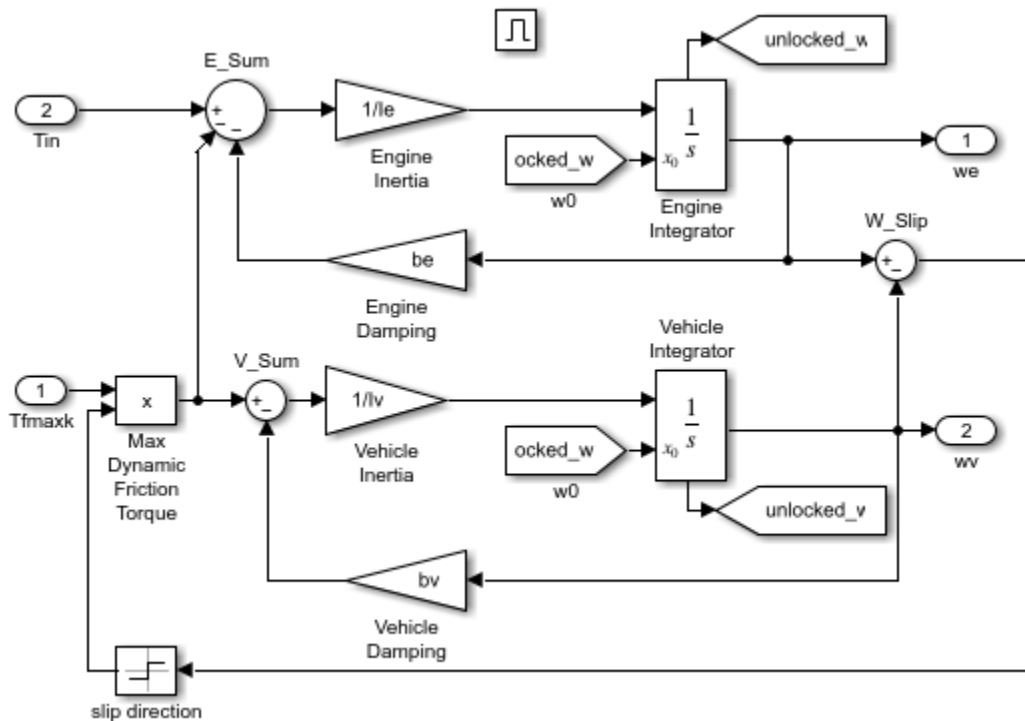 unlocked_w
E_Sum
+
−
−
2
Tin
1/Ie
Engine
Inertia
ocked_w
w0
1
s
x0
Engine
Integrator
1
we
W_Slip
+
−
be
Engine
Damping
V_Sum
+
−
1
Tfmaxk
x
Max
Dynamic
Friction
Torque
1/Iv
Vehicle
Inertia
Vehicle
Integrator
1
s
x0
ocked_w
w0
2
wv
unlocked_v
bv
Vehicle
Damping
slip direction